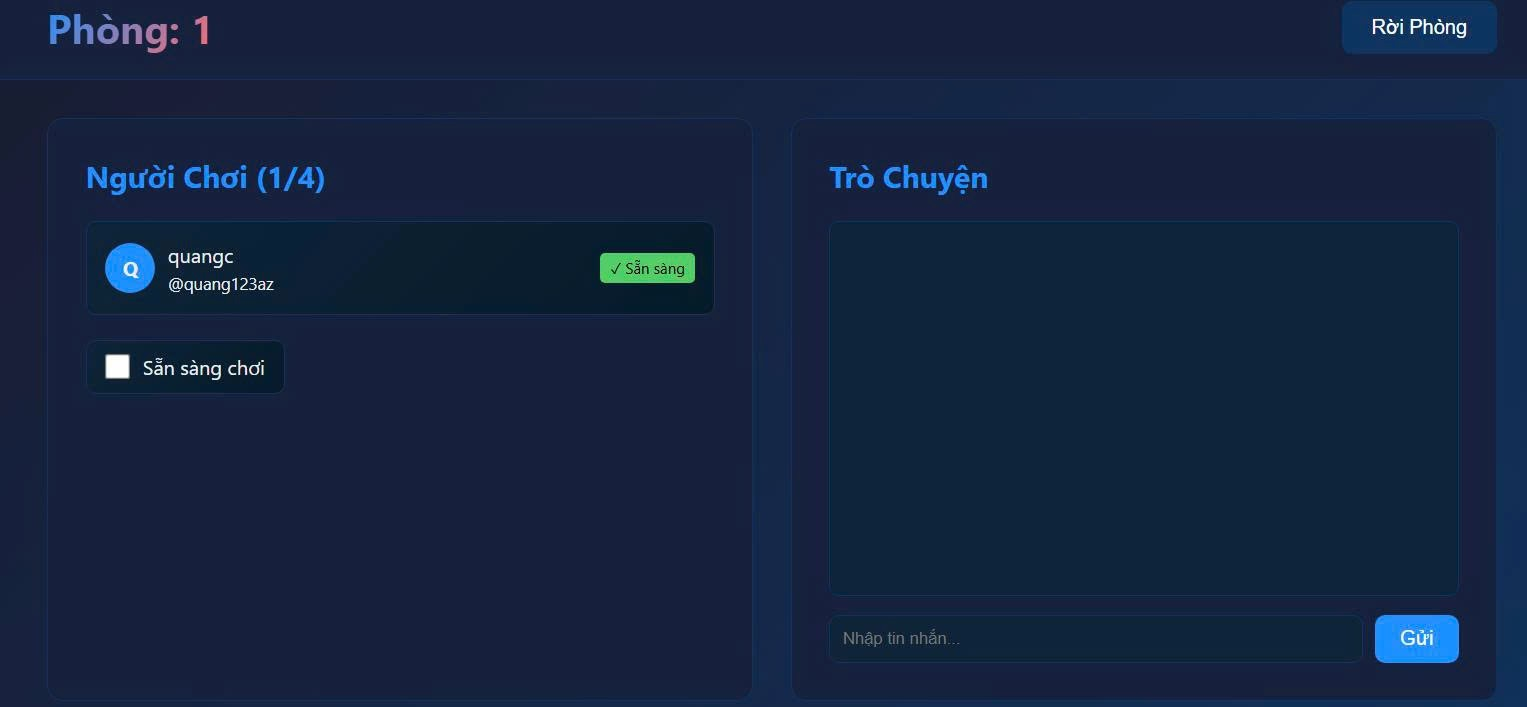 Phòng: 1
Rời Phòng
Người Chơi (1/4)
Q
quangc
@quang123az
✓ Sẵn sàng
Sẵn sàng chơi
Trò Chuyện
Nhập tin nhắn...
Gửi